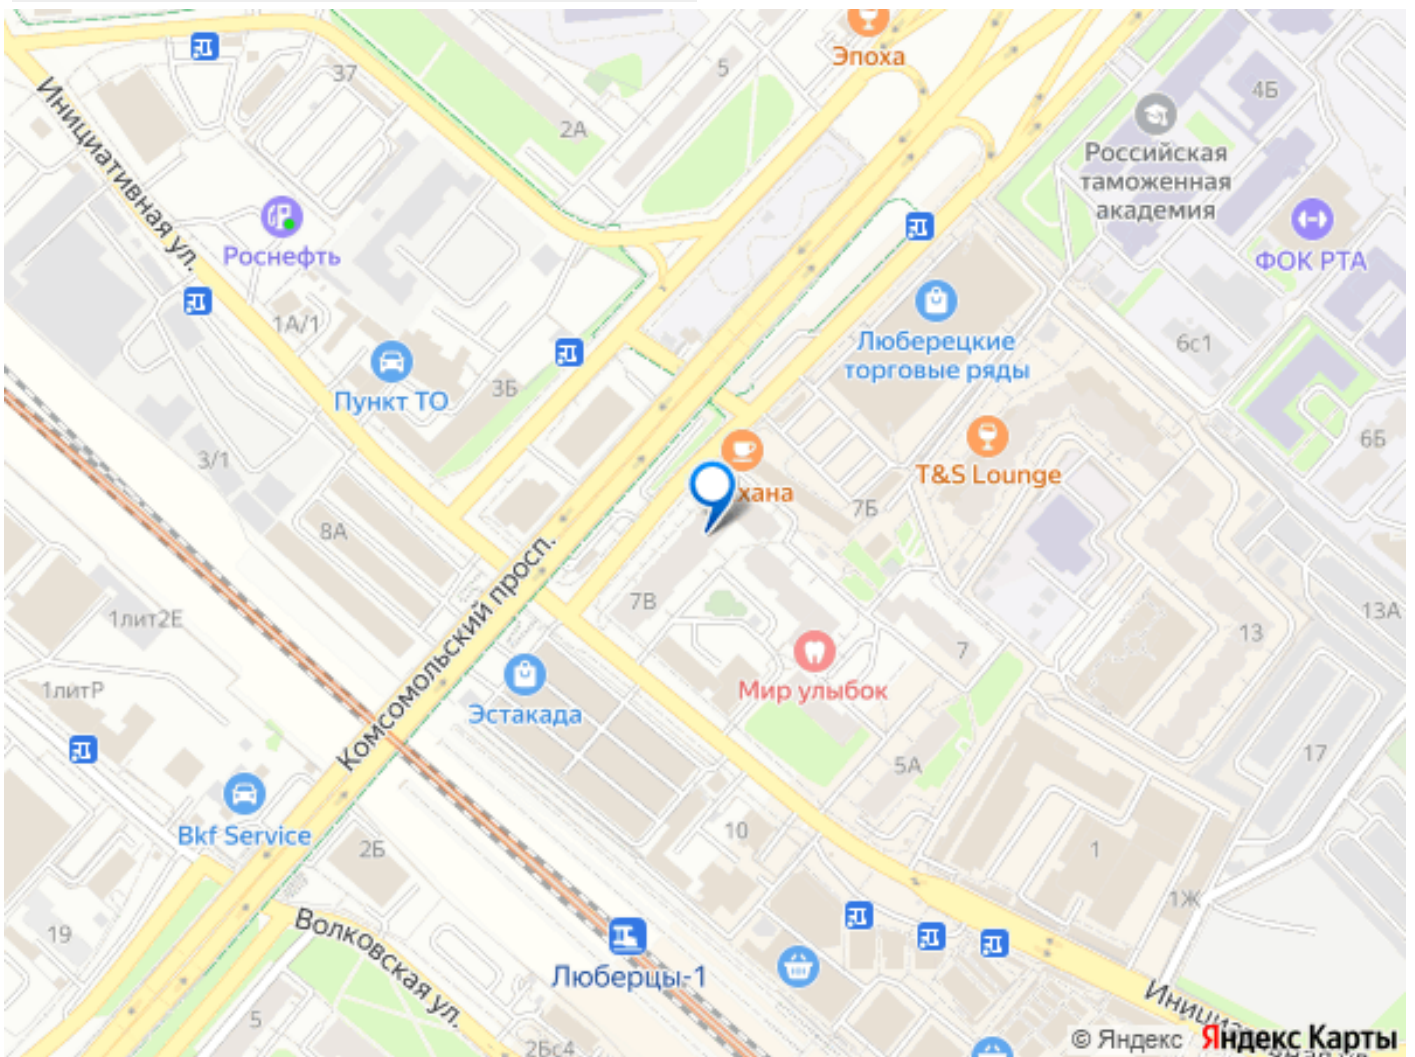 Эпоха
37
5
4Б
2А
Российская
таможенная
академия
Инициативная ул.
Роснефть
ФОК РТА
1А/1
Люберецкие
торговые ряды
6с1
Пункт ТО
3Б
6Б
3/1
T&S Lounge
хана
7Б
8А
Комсомольский просп.
7В
1лит2Е
13А
13
7
1литР
Мир улыбок
Эстакада
17
5А
Bkf Service
2Б
10
1
1Ж
19
Волковская ул.
Люберцы-1
5
2Бс4
© Яндекс Яндекс Карты